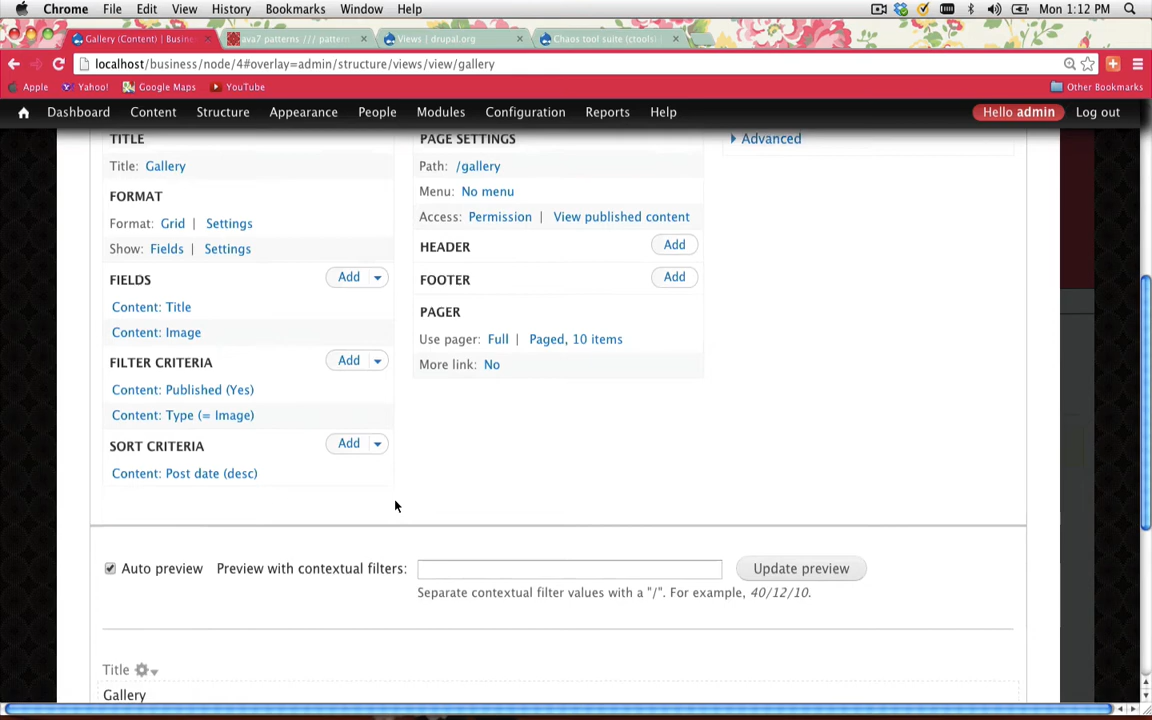 Chrome File Edit View History Bookmarks Window Help Mon 1:12 PM
Gallery (Content) | Busine ava7 patterns /// pattern Views | drupal.org Chaos tool suite (ctools) |
localhost/business/node/4#overlay=admin/structure/views/view/gallery
Apple Yahoo! Google Maps YouTube Other Bookmarks
Dashboard Content Structure Appearance People Modules Configuration Reports Help Hello admin Log out
TITLE
Title: Gallery
FORMAT
Format: Grid | Settings
Show: Fields | Settings
FIELDS Add
Content: Title
Content: Image
FILTER CRITERIA Add
Content: Published (Yes)
Content: Type (= Image)
SORT CRITERIA Add
Content: Post date (desc)
PAGE SETTINGS
Path: /gallery
Menu: No menu
Access: Permission | View published content
HEADER Add
FOOTER Add
PAGER
Use pager: Full | Paged, 10 items
More link: No
Advanced
Auto preview Preview with contextual filters: Update preview
Separate contextual filter values with a "/". For example, 40/12/10.
Title
Gallery